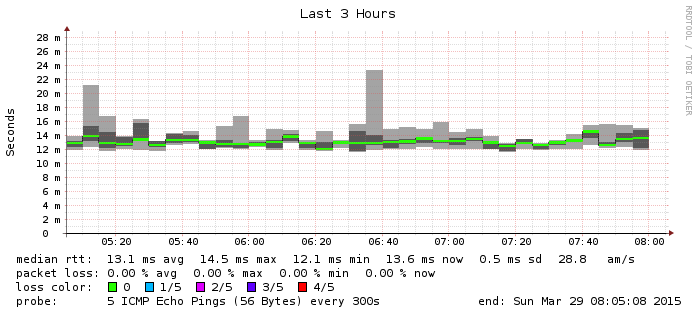 Last 3 Hours
RRDTOOL / TOBI OETIKER
Seconds
28 m
26 m
24 m
22 m
20 m
18 m
16 m
14 m
12 m
10 m
8 m
6 m
4 m
2 m
0
05:20 05:40 06:00 06:20 06:40 07:00 07:20 07:40 08:00
median rtt: 13.1 ms avg 14.5 ms max 12.1 ms min 13.6 ms now 0.5 ms sd 28.8 am/s
packet loss: 0.00 % avg 0.00 % max 0.00 % min 0.00 % now
loss color: 0 1/5 2/5 3/5 4/5
probe: 5 ICMP Echo Pings (56 Bytes) every 300s end: Sun Mar 29 08:05:08 2015